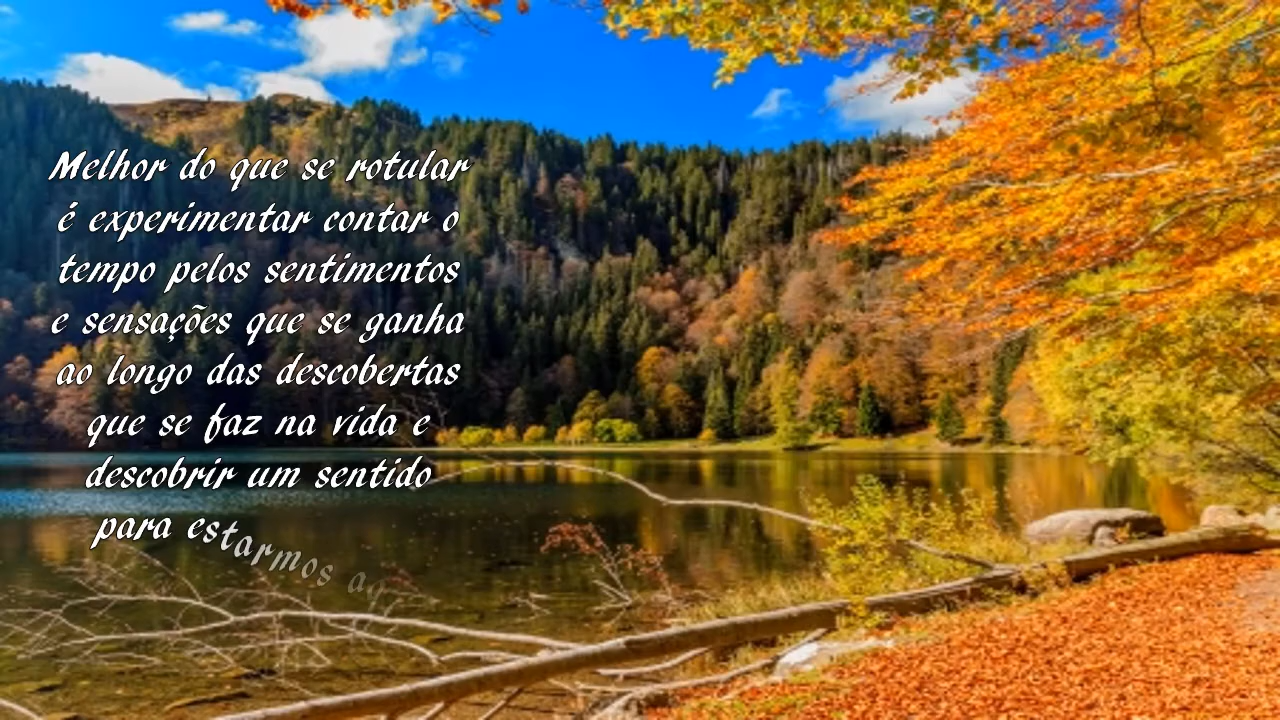 Melhor do que se rotular
é experimentar contar o
tempo pelos sentimentos
e sensações que se ganha
ao longo das descobertas
que se faz na vida e
descobrir um sentido
para estarmos